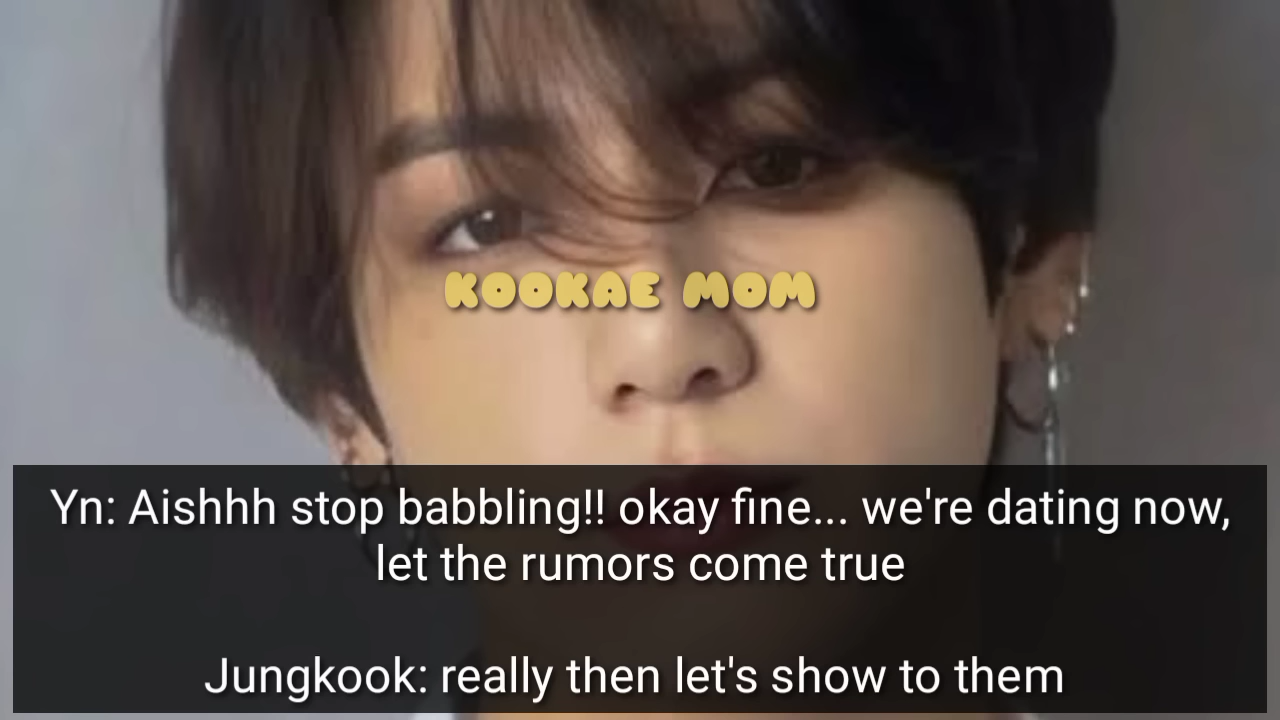 KOOKAE MOM
Yn: Aishhh stop babbling!! okay fine... we're dating now,
let the rumors come true
Jungkook: really then let's show to them